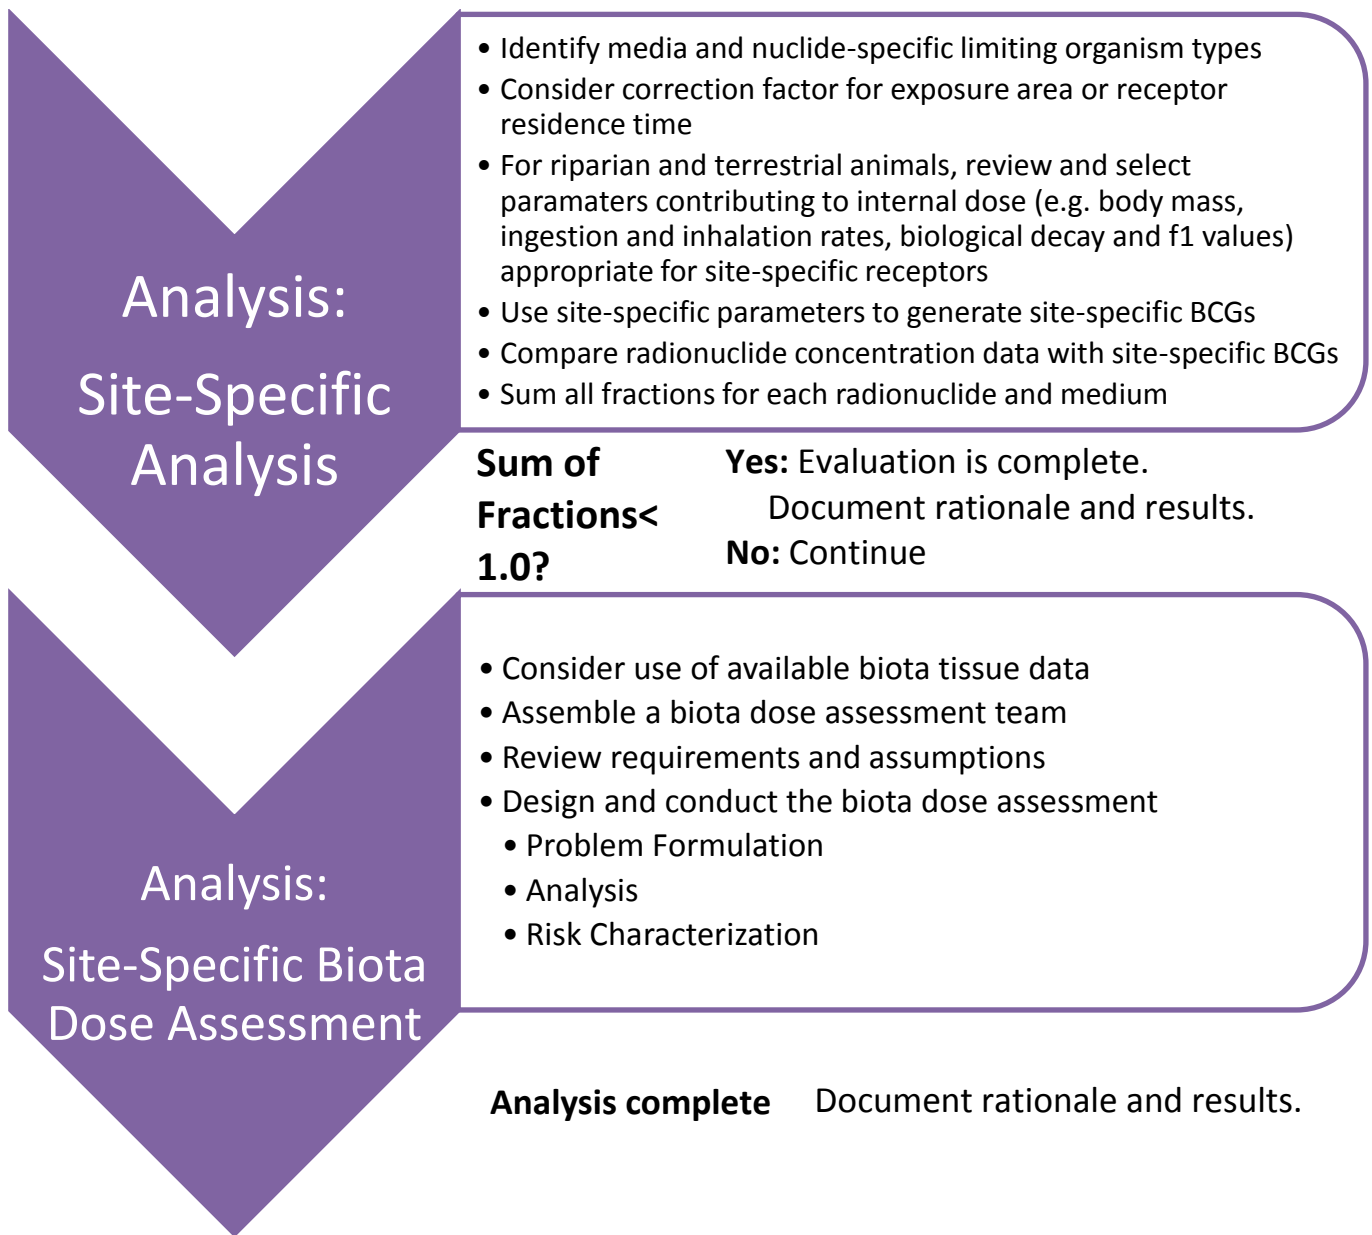 Analysis:
Site-Specific
Analysis
• Identify media and nuclide-specific limiting organism types
• Consider correction factor for exposure area or receptor
residence time
• For riparian and terrestrial animals, review and select
paramaters contributing to internal dose (e.g. body mass,
ingestion and inhalation rates, biological decay and f1 values)
appropriate for site-specific receptors
• Use site-specific parameters to generate site-specific BCGs
• Compare radionuclide concentration data with site-specific BCGs
• Sum all fractions for each radionuclide and medium
Sum of
Fractions<
1.0?
Yes: Evaluation is complete.
Document rationale and results.
No: Continue
Analysis:
Site-Specific Biota
Dose Assessment
• Consider use of available biota tissue data
• Assemble a biota dose assessment team
• Review requirements and assumptions
• Design and conduct the biota dose assessment
• Problem Formulation
• Analysis
• Risk Characterization
Analysis complete
Document rationale and results.